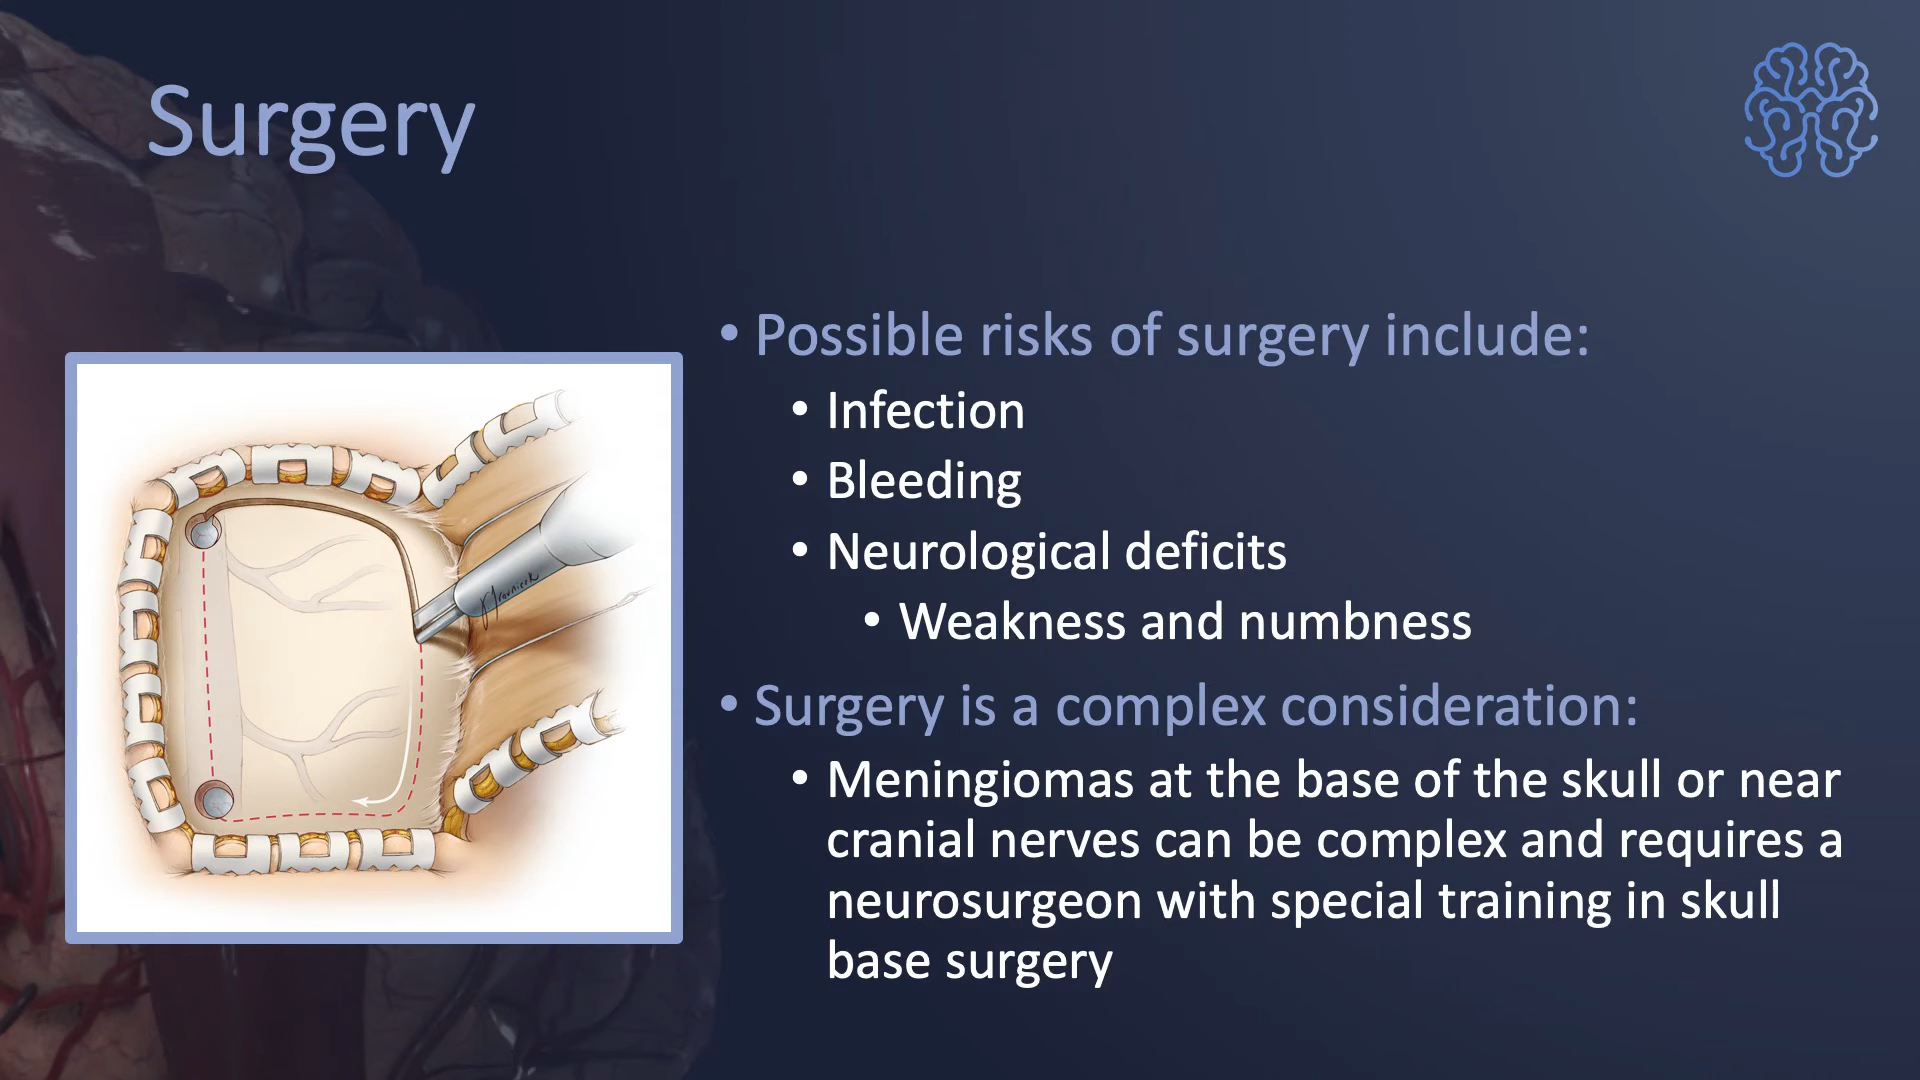 Surgery
• Possible risks of surgery include:
• Infection
• Bleeding
• Neurological deficits
• Weakness and numbness
• Surgery is a complex consideration:
• Meningiomas at the base of the skull or near
cranial nerves can be complex and requires a
neurosurgeon with special training in skull
base surgery